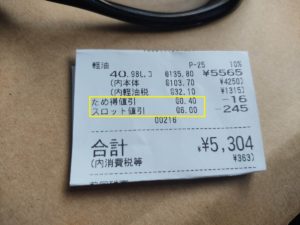 軽油 P-25 10%
40.98L @135.80 ¥5565
(内本体 @103.70 ¥4250)
(内軽油税 @32.10 ¥1315)
ため得値引 @0.40 -16
スロット値引 @6.00 -245
00216
合計 ¥5,304
(内消費税等 ¥363)